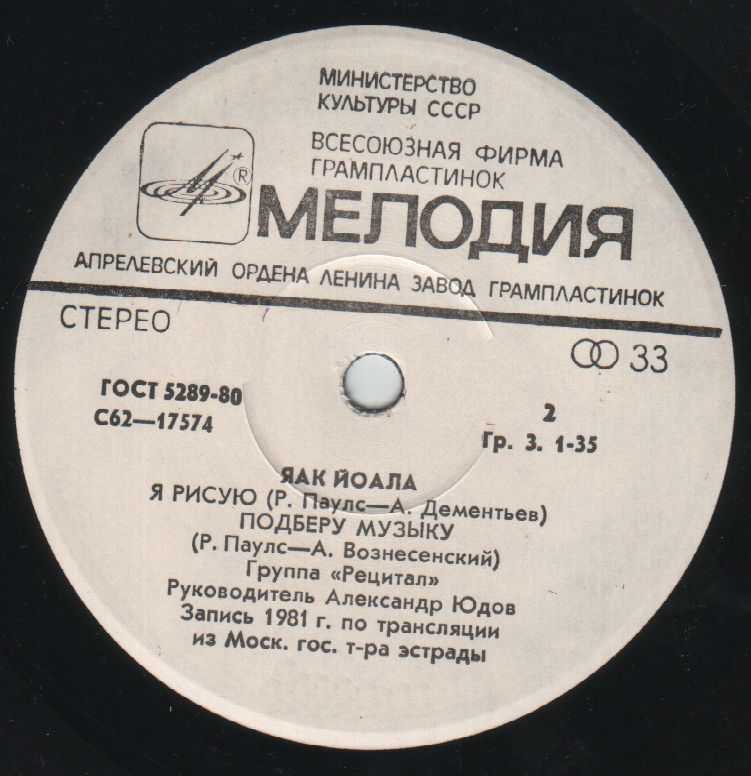 МИНИСТЕРСТВО
КУЛЬТУРЫ СССР
ВСЕСОЮЗНАЯ ФИРМА
ГРАМПЛАСТИНОК
®
МЕЛОДИЯ
АПРЕЛЕВСКИЙ ОРДЕНА ЛЕНИНА ЗАВОД ГРАМПЛАСТИНОК
СТЕРЕО
33
ГОСТ 5289-80
С62—17574
2
Гр. 3. 1-35
ЯАК ЙОАЛА
Я РИСУЮ (Р. Паулс—А. Дементьев)
ПОДБЕРУ МУЗЫКУ
(Р. Паулс—А. Вознесенский)
Группа «Рецитал»
Руководитель Александр Юдов
Запись 1981 г. по трансляции
из Моск. гос. т-ра эстрады